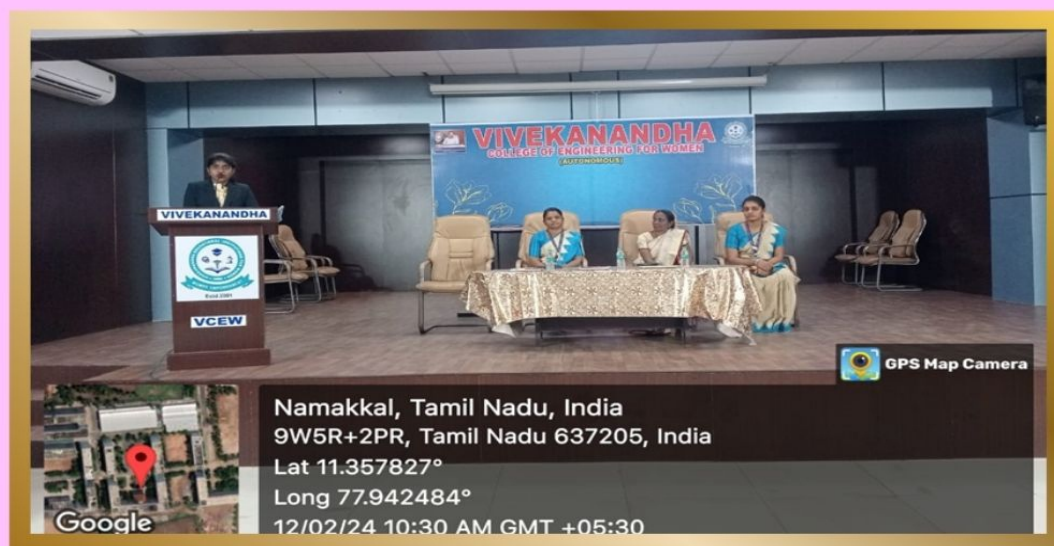 VIVEKANANDHA
COLLEGE OF ENGINEERING FOR WOMEN
(AUTONOMOUS)
VIVEKANANDHA
Estd 2001
VCEW
GPS Map Camera
Namakkal, Tamil Nadu, India
9W5R+2PR, Tamil Nadu 637205, India
Lat 11.357827°
Long 77.942484°
12/02/24 10:30 AM GMT +05:30
Google